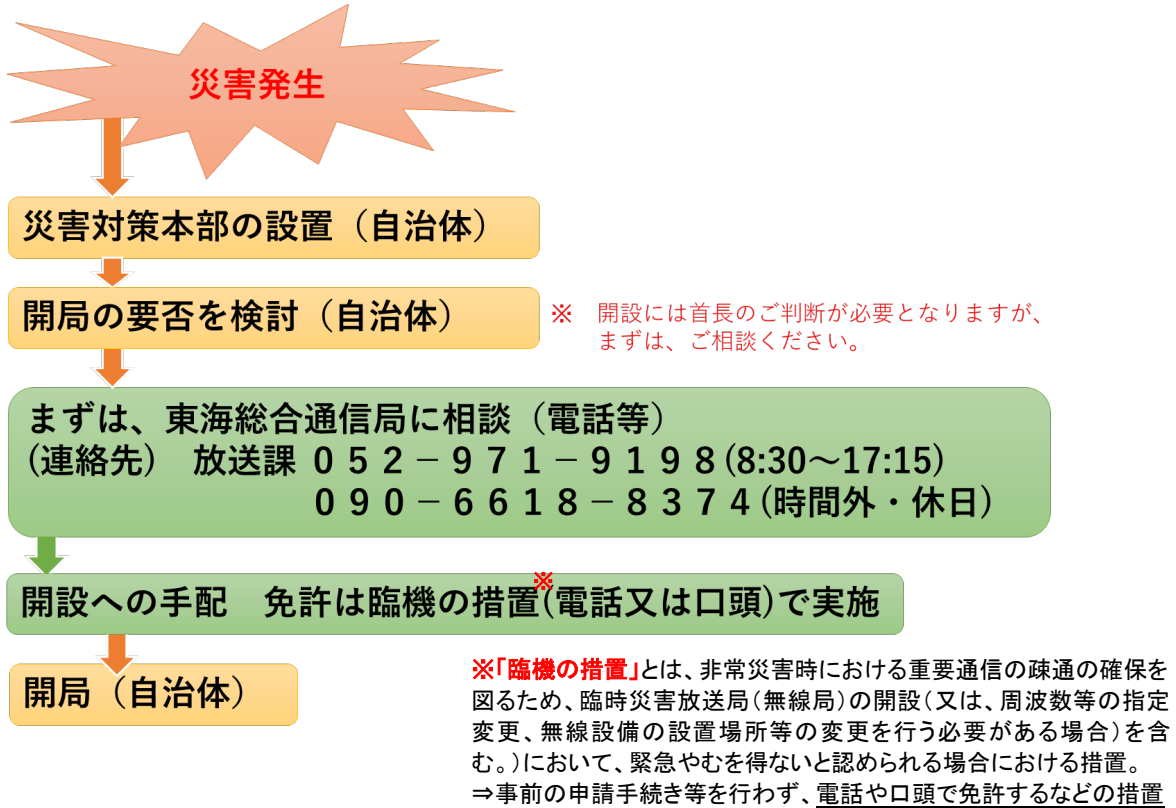 災害発生
災害対策本部の設置（自治体）
開局の要否を検討（自治体）
※　開設には首長のご判断が必要となりますが、
まずは、ご相談ください。
まずは、東海総合通信局に相談（電話等）
(連絡先)　放送課 ０５２－９７１－９１９８(8:30～17:15)
０９０－６６１８－８３７４(時間外・休日)
開設への手配　免許は臨機の措置※(電話又は口頭)で実施
開局（自治体）
※「臨機の措置」とは、非常災害時における重要通信の疎通の確保を
図るため、臨時災害放送局（無線局）の開設（又は、周波数等の指定
変更、無線設備の設置場所等の変更を行う必要がある場合）を含
む。）において、緊急やむを得ないと認められる場合における措置。
⇒事前の申請手続き等を行わず、電話や口頭で免許するなどの措置